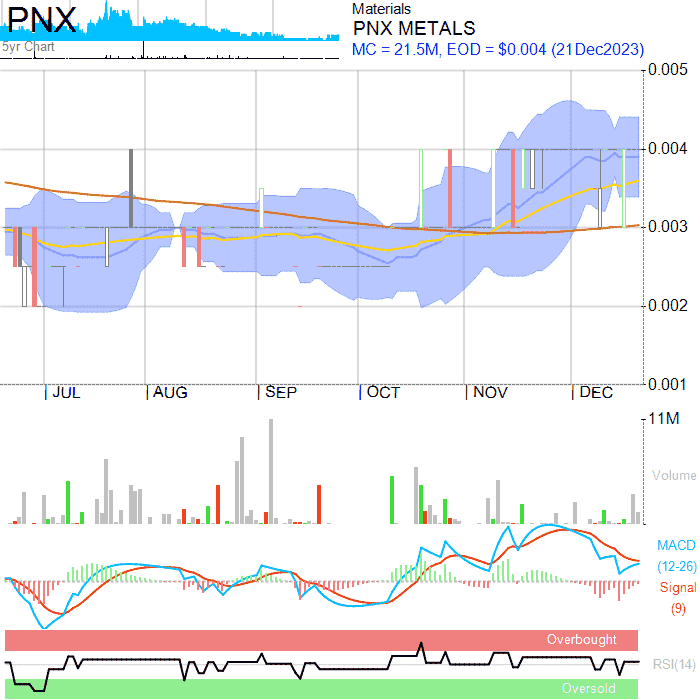 PNX
5yr Chart
Materials
PNX METALS
MC = 21.5M, EOD = $0.004 (21Dec2023)
0.005
0.004
0.003
0.002
0.001
JUL
AUG
SEP
OCT
NOV
DEC
11M
Volume
MACD
(12-26)
Signal
(9)
Overbought
RSI(14)
Oversold